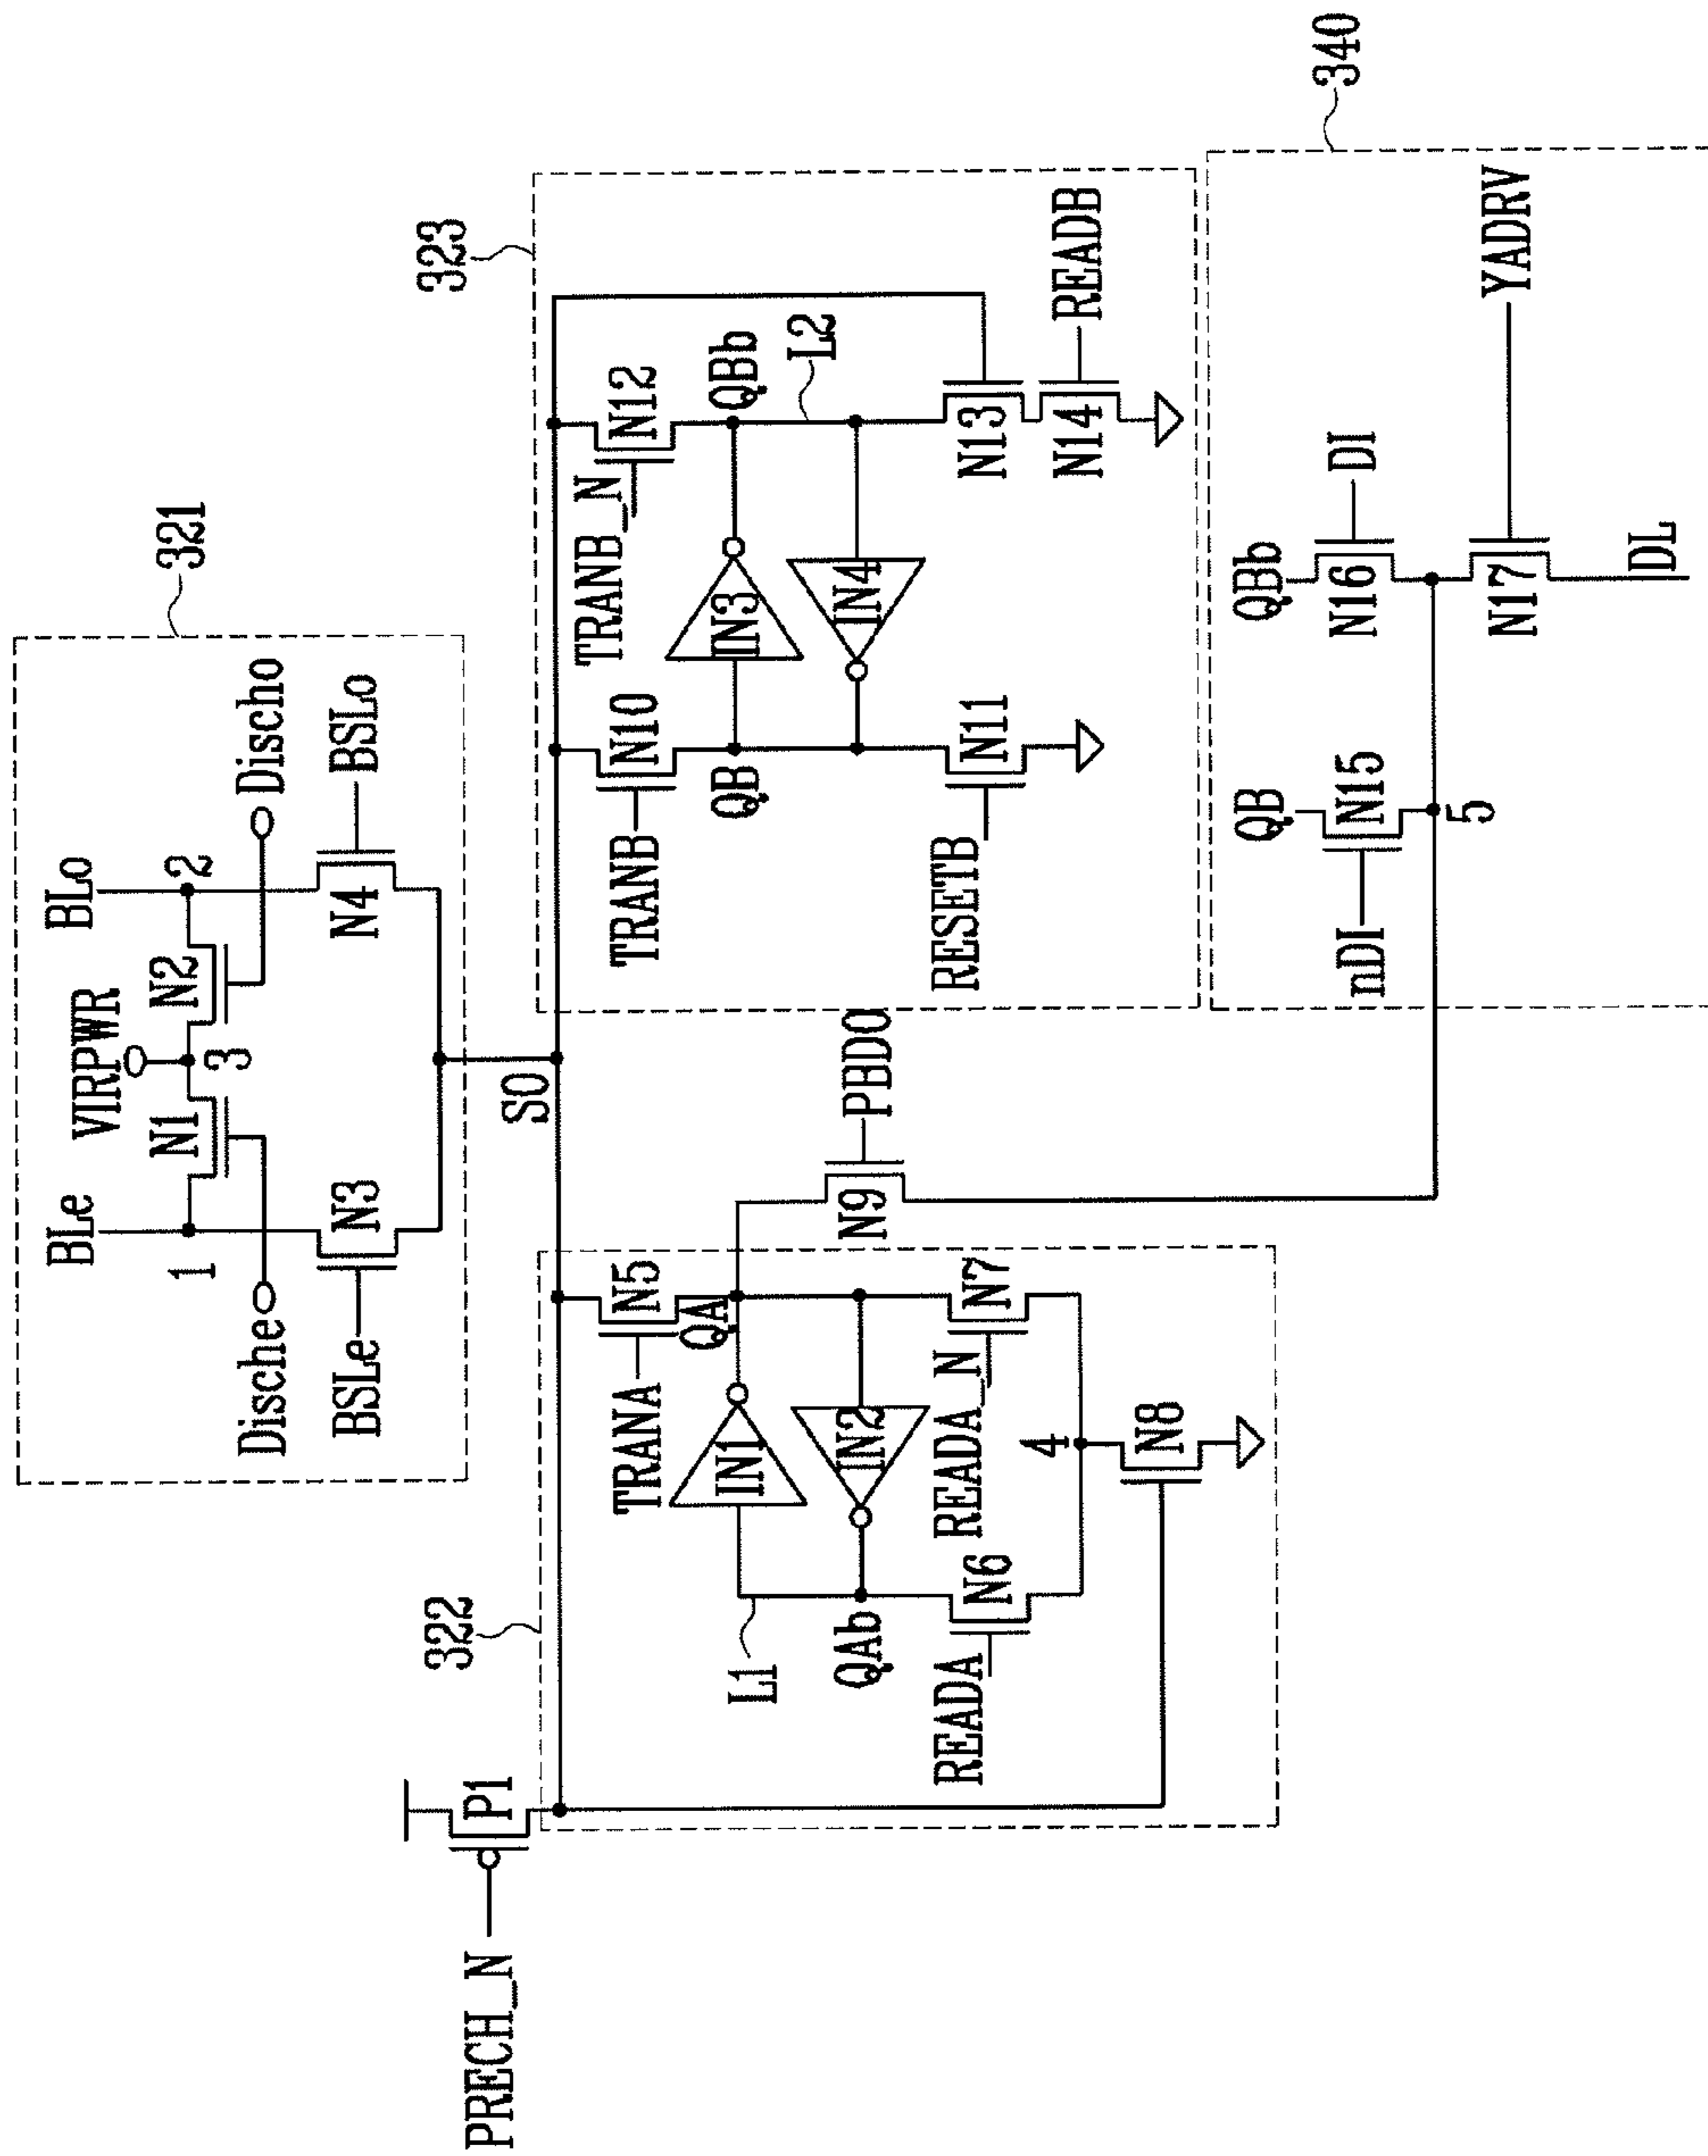 321
BLe
VIRPWR
BLo
N1
N2
1
3
2
Dische
Discho
BSLe
N3
N4
BSLo
PRECH_N
P1
SO
322
TRANA
N5
QA
IN1
L1
IN2
QAb
READA
N6
READA_N
N7
4
N8
PBDO
N9
323
TRANB
N10
TRANB_N
N12
QB
QBb
IN3
L2
IN4
RESETB
N11
N13
N14
READB
340
QB
QBb
nDI
N15
N16
DI
5
N17
YADRV
DL